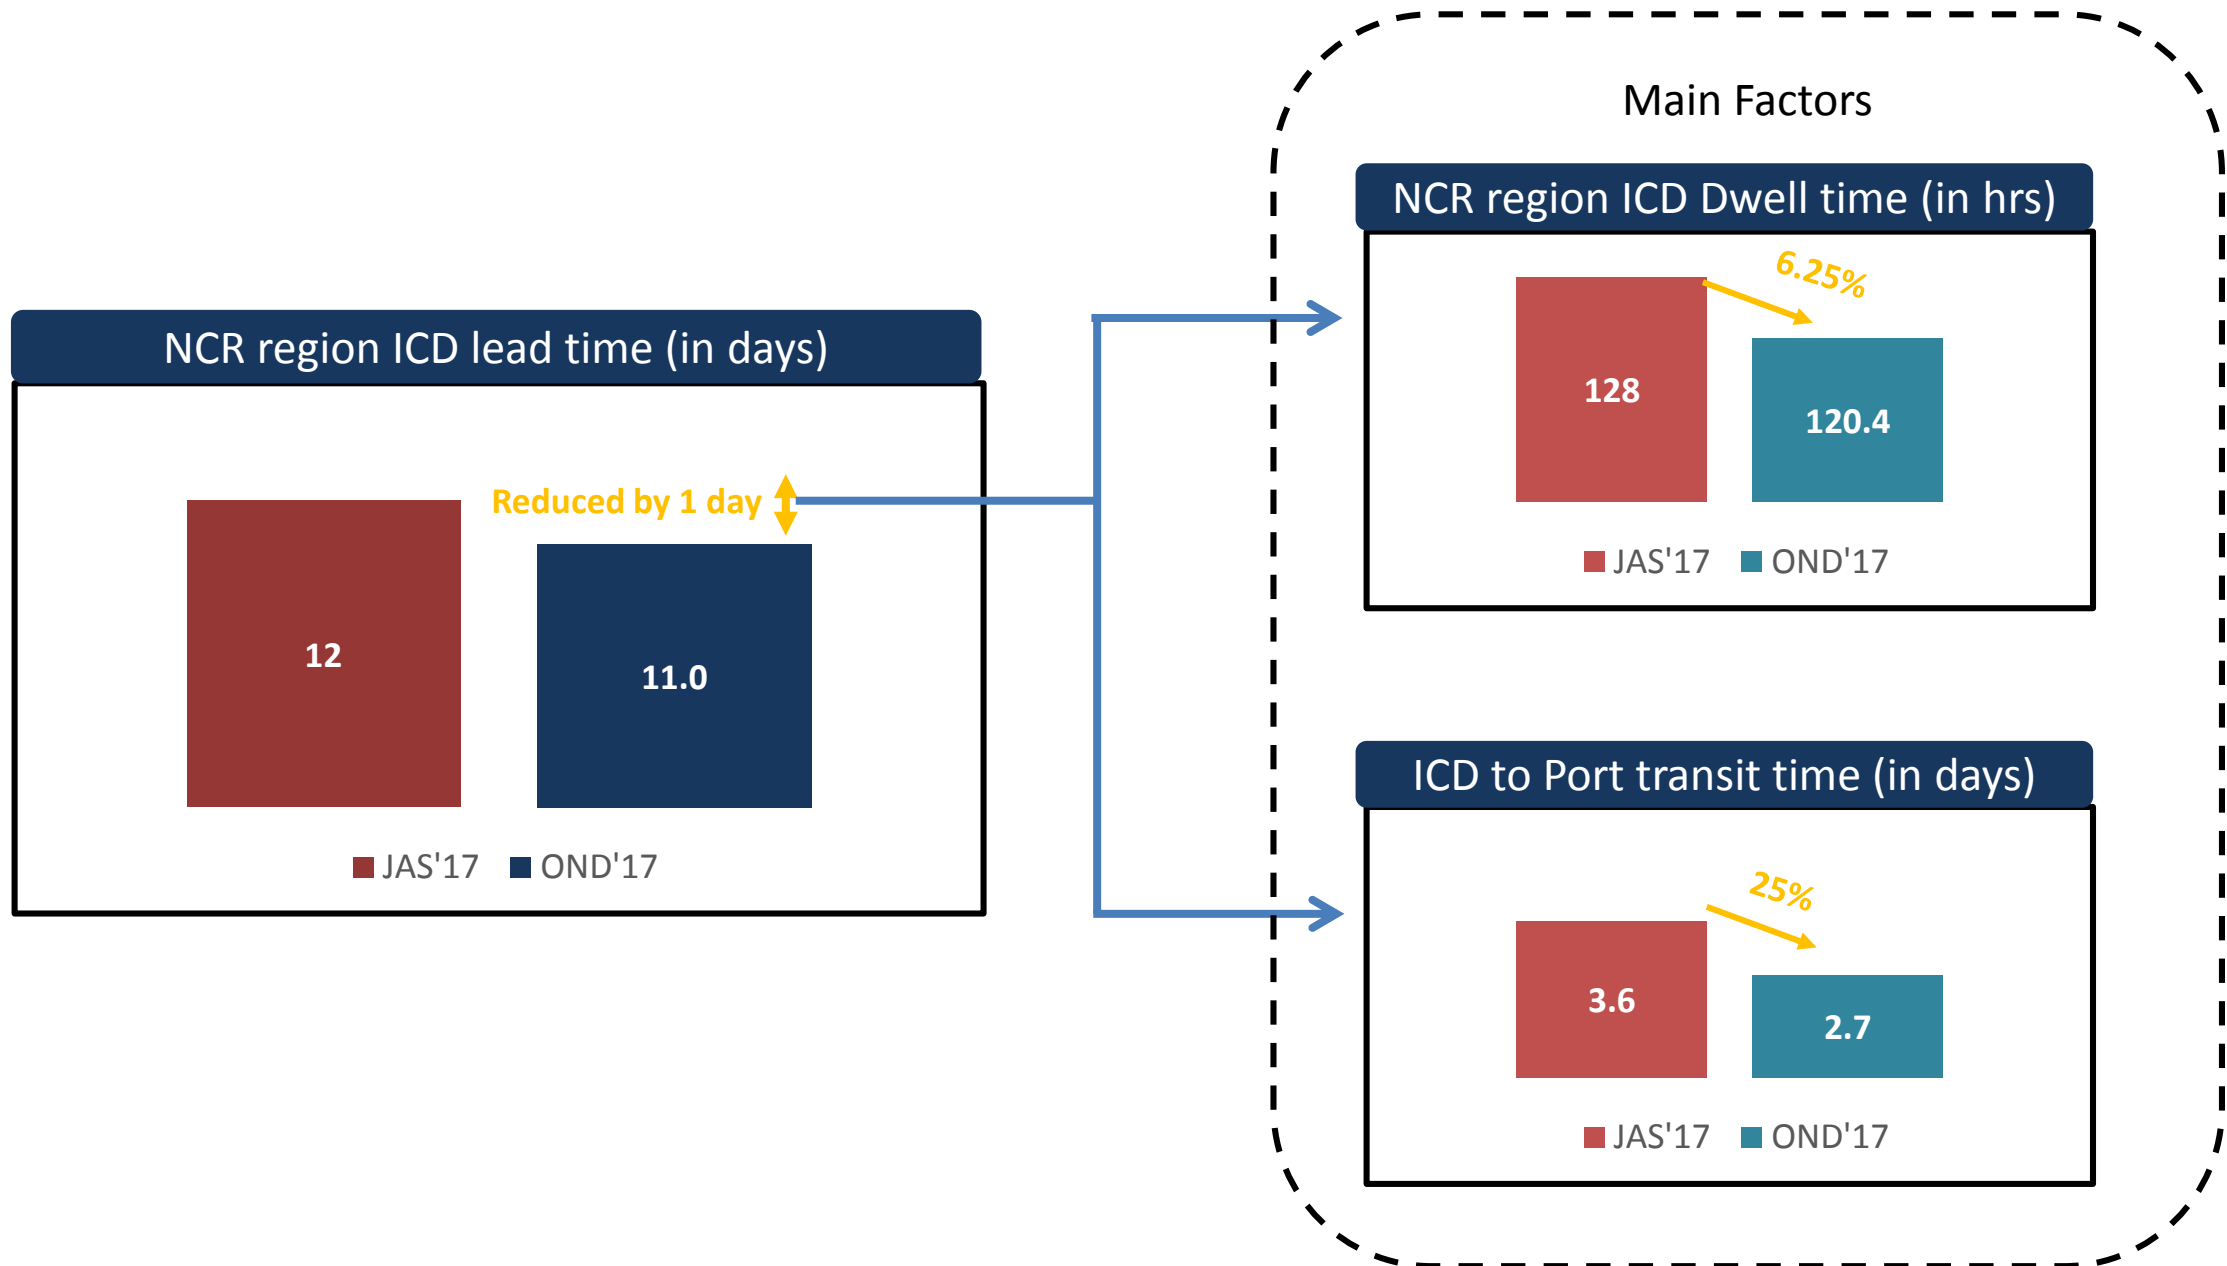 Main Factors
NCR region ICD lead time (in days)
Reduced by 1 day
12
11.0
JAS'17 OND'17
NCR region ICD Dwell time (in hrs)
6.25%
128
120.4
JAS'17 OND'17
ICD to Port transit time (in days)
25%
3.6
2.7
JAS'17 OND'17